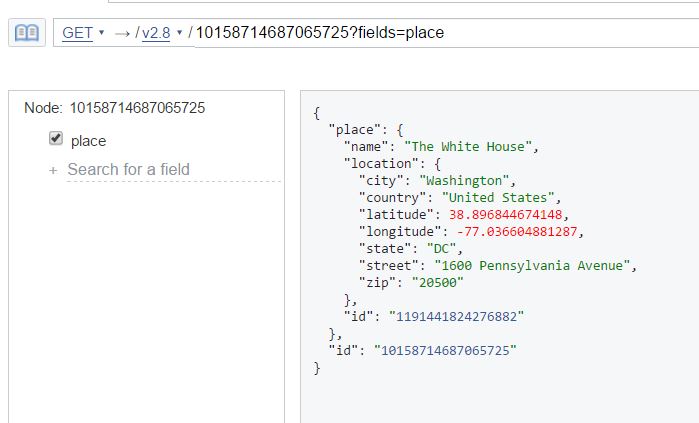 GET → / v2.8 / 10158714687065725?fields=place
Node: 10158714687065725
place
+ Search for a field
{
  "place": {
    "name": "The White House",
    "location": {
      "city": "Washington",
      "country": "United States",
      "latitude": 38.896844674148,
      "longitude": -77.036604881287,
      "state": "DC",
      "street": "1600 Pennsylvania Avenue",
      "zip": "20500"
    },
    "id": "1191441824276882"
  },
  "id": "10158714687065725"
}